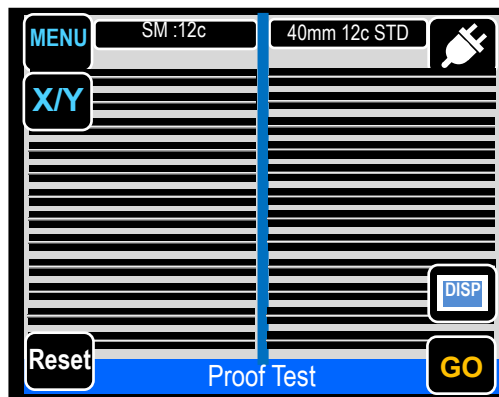 MENU
SM :12c
40mm 12c STD
X/Y
DISP
Reset
Proof Test
GO